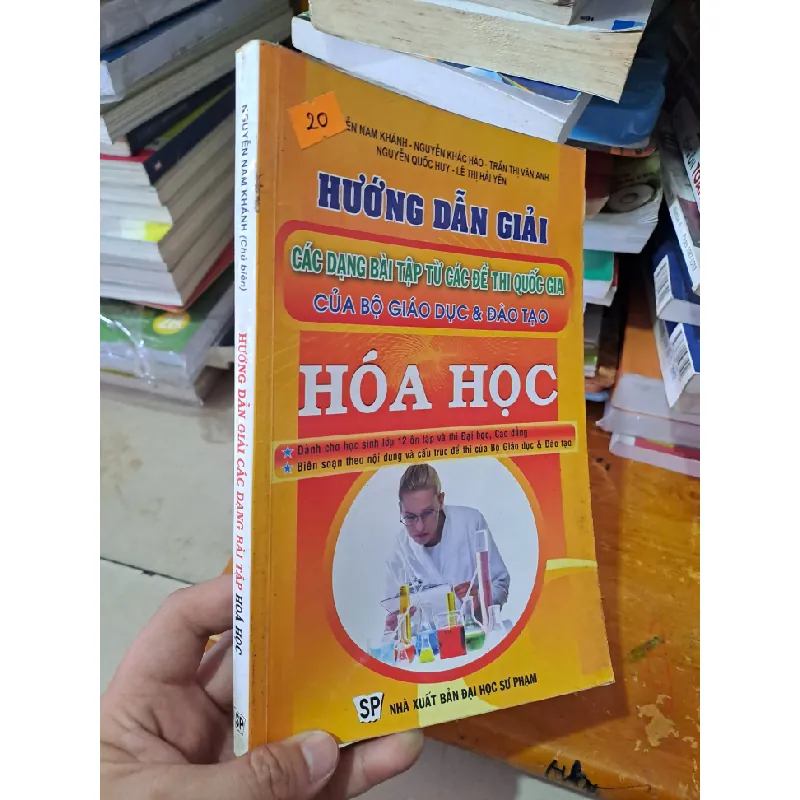 20
NAM KHÁNH - NGUYỄN KHẮC HÀO - TRẦN THỊ VÂN ANH
NGUYỄN QUỐC HUY - LÊ THỊ HẢI YẾN
HƯỚNG DẪN GIẢI
CÁC DẠNG BÀI TẬP TỪ CÁC ĐỀ THI QUỐC GIA
CỦA BỘ GIÁO DỤC & ĐÀO TẠO
HÓA HỌC
Dành cho học sinh lớp 12 ôn tập và thi Đại học, Cao đẳng
Biên soạn theo nội dung và cấu trúc đề thi của Bộ Giáo dục & Đào tạo
SP NHÀ XUẤT BẢN ĐẠI HỌC SƯ PHẠM
NGUYỄN NAM KHÁNH (Chủ biên)
HƯỚNG DẪN GIẢI CÁC DẠNG BÀI TẬP HOÁ HỌC